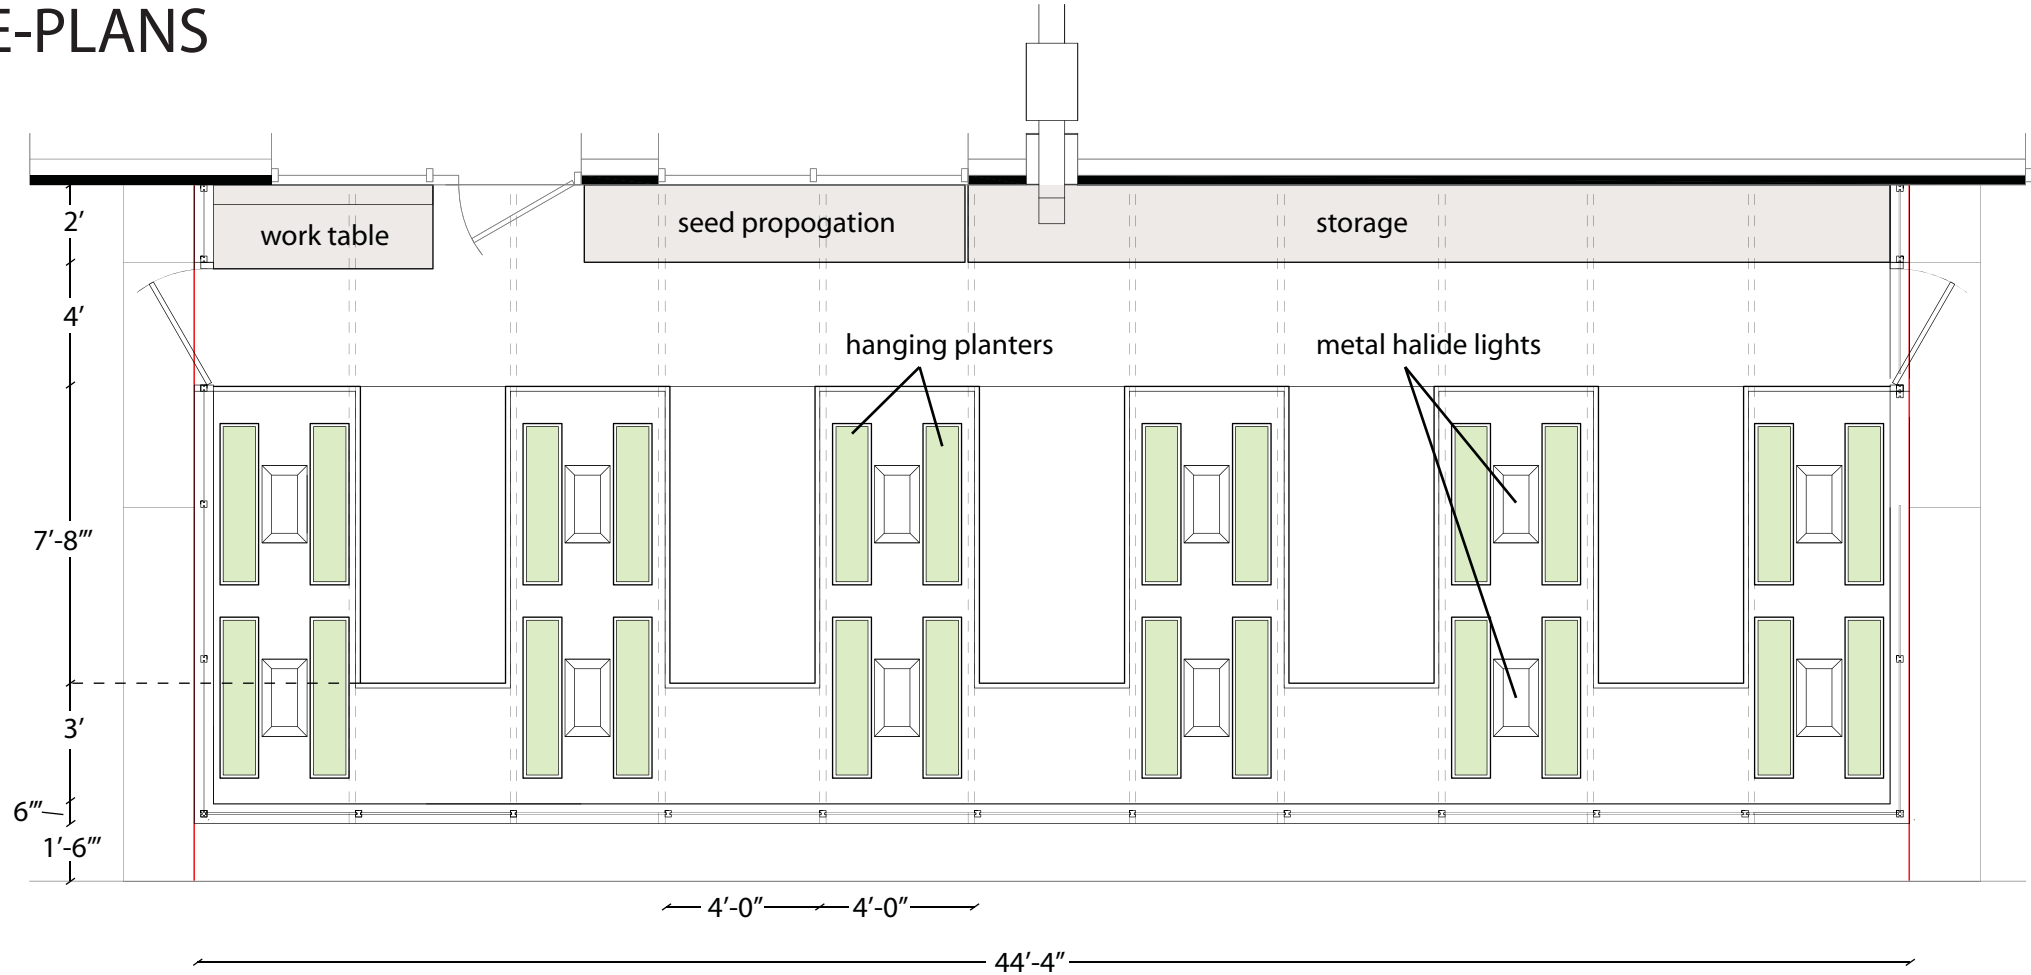 E-PLANS
2’
work table
seed propogation
storage
4’
hanging planters
metal halide lights
7’-8’”
3’
6’”
1’-6’”
4’-0”
4’-0”
44’-4”